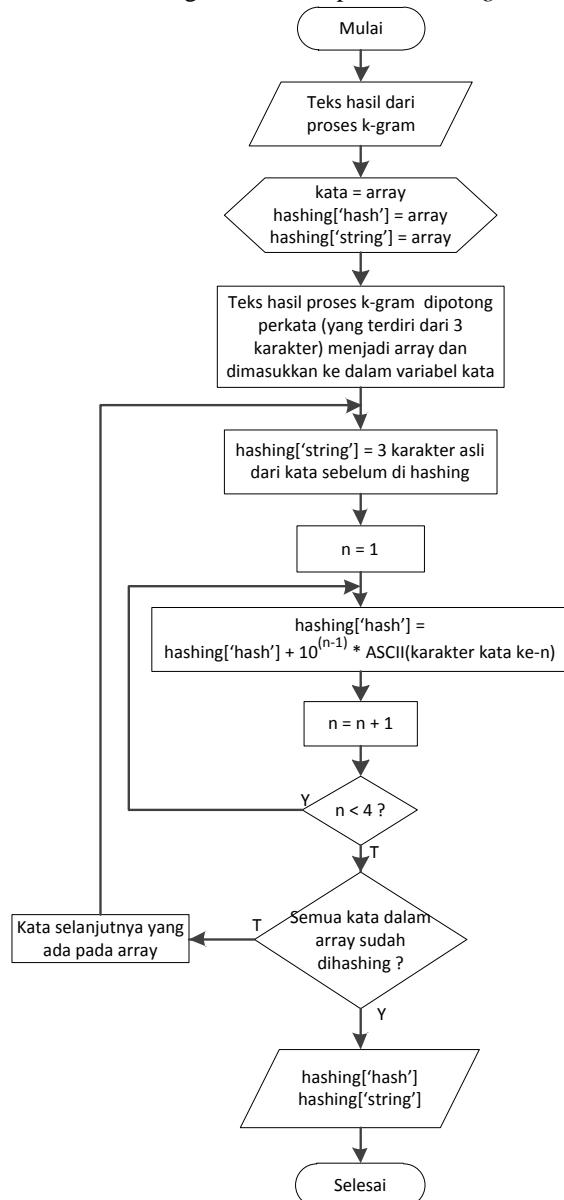 Mulai
Teks hasil dari
proses k-gram
kata = array
hashing[‘hash’] = array
hashing[‘string’] = array
Teks hasil proses k-gram dipotong
perkata (yang terdiri dari 3
karakter) menjadi array dan
dimasukkan ke dalam variabel kata
hashing[‘string’] = 3 karakter asli
dari kata sebelum di hashing
n = 1
hashing[‘hash’] =
hashing[‘hash’] + 10^(n-1) * ASCII(karakter kata ke-n)
n = n + 1
Y
n < 4 ?
T
Kata selanjutnya yang
ada pada array
T
Semua kata dalam
array sudah
dihashing ?
Y
hashing[‘hash’]
hashing[‘string’]
Selesai